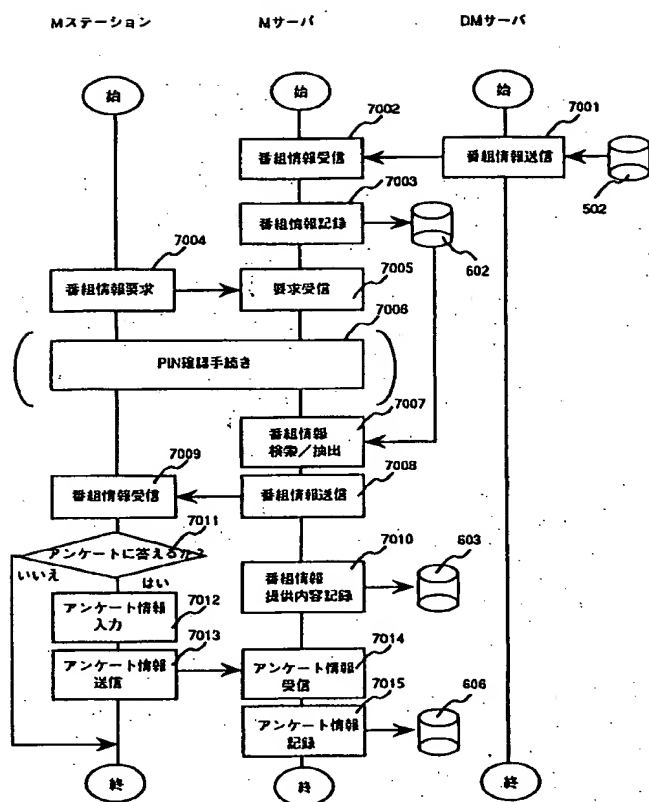 Mステーション
Mサーバ
DMサーバ
始
始
始
7002
7001
番組情報受信
番組情報送信
502
7003
番組情報記録
602
7004
7005
番組情報要求
要求受信
7006
PIN確認手続き
7007
番組情報
検索/抽出
7009
7008
番組情報受信
番組情報送信
7011
アンケートに答えるか?
いいえ
はい
7010
603
番組情報
提供内容記録
7012
アンケート情報
入力
7013
7014
アンケート情報
送信
アンケート情報
受信
7015
606
アンケート情報
記録
終
終
終